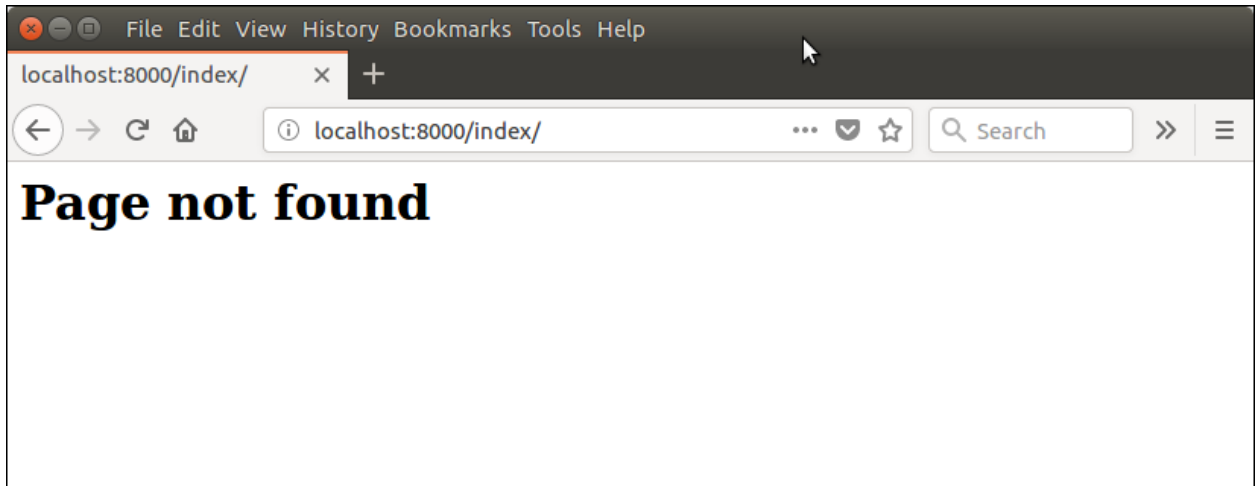 File Edit View History Bookmarks Tools Help
localhost:8000/index/
localhost:8000/index/ Search
Page not found